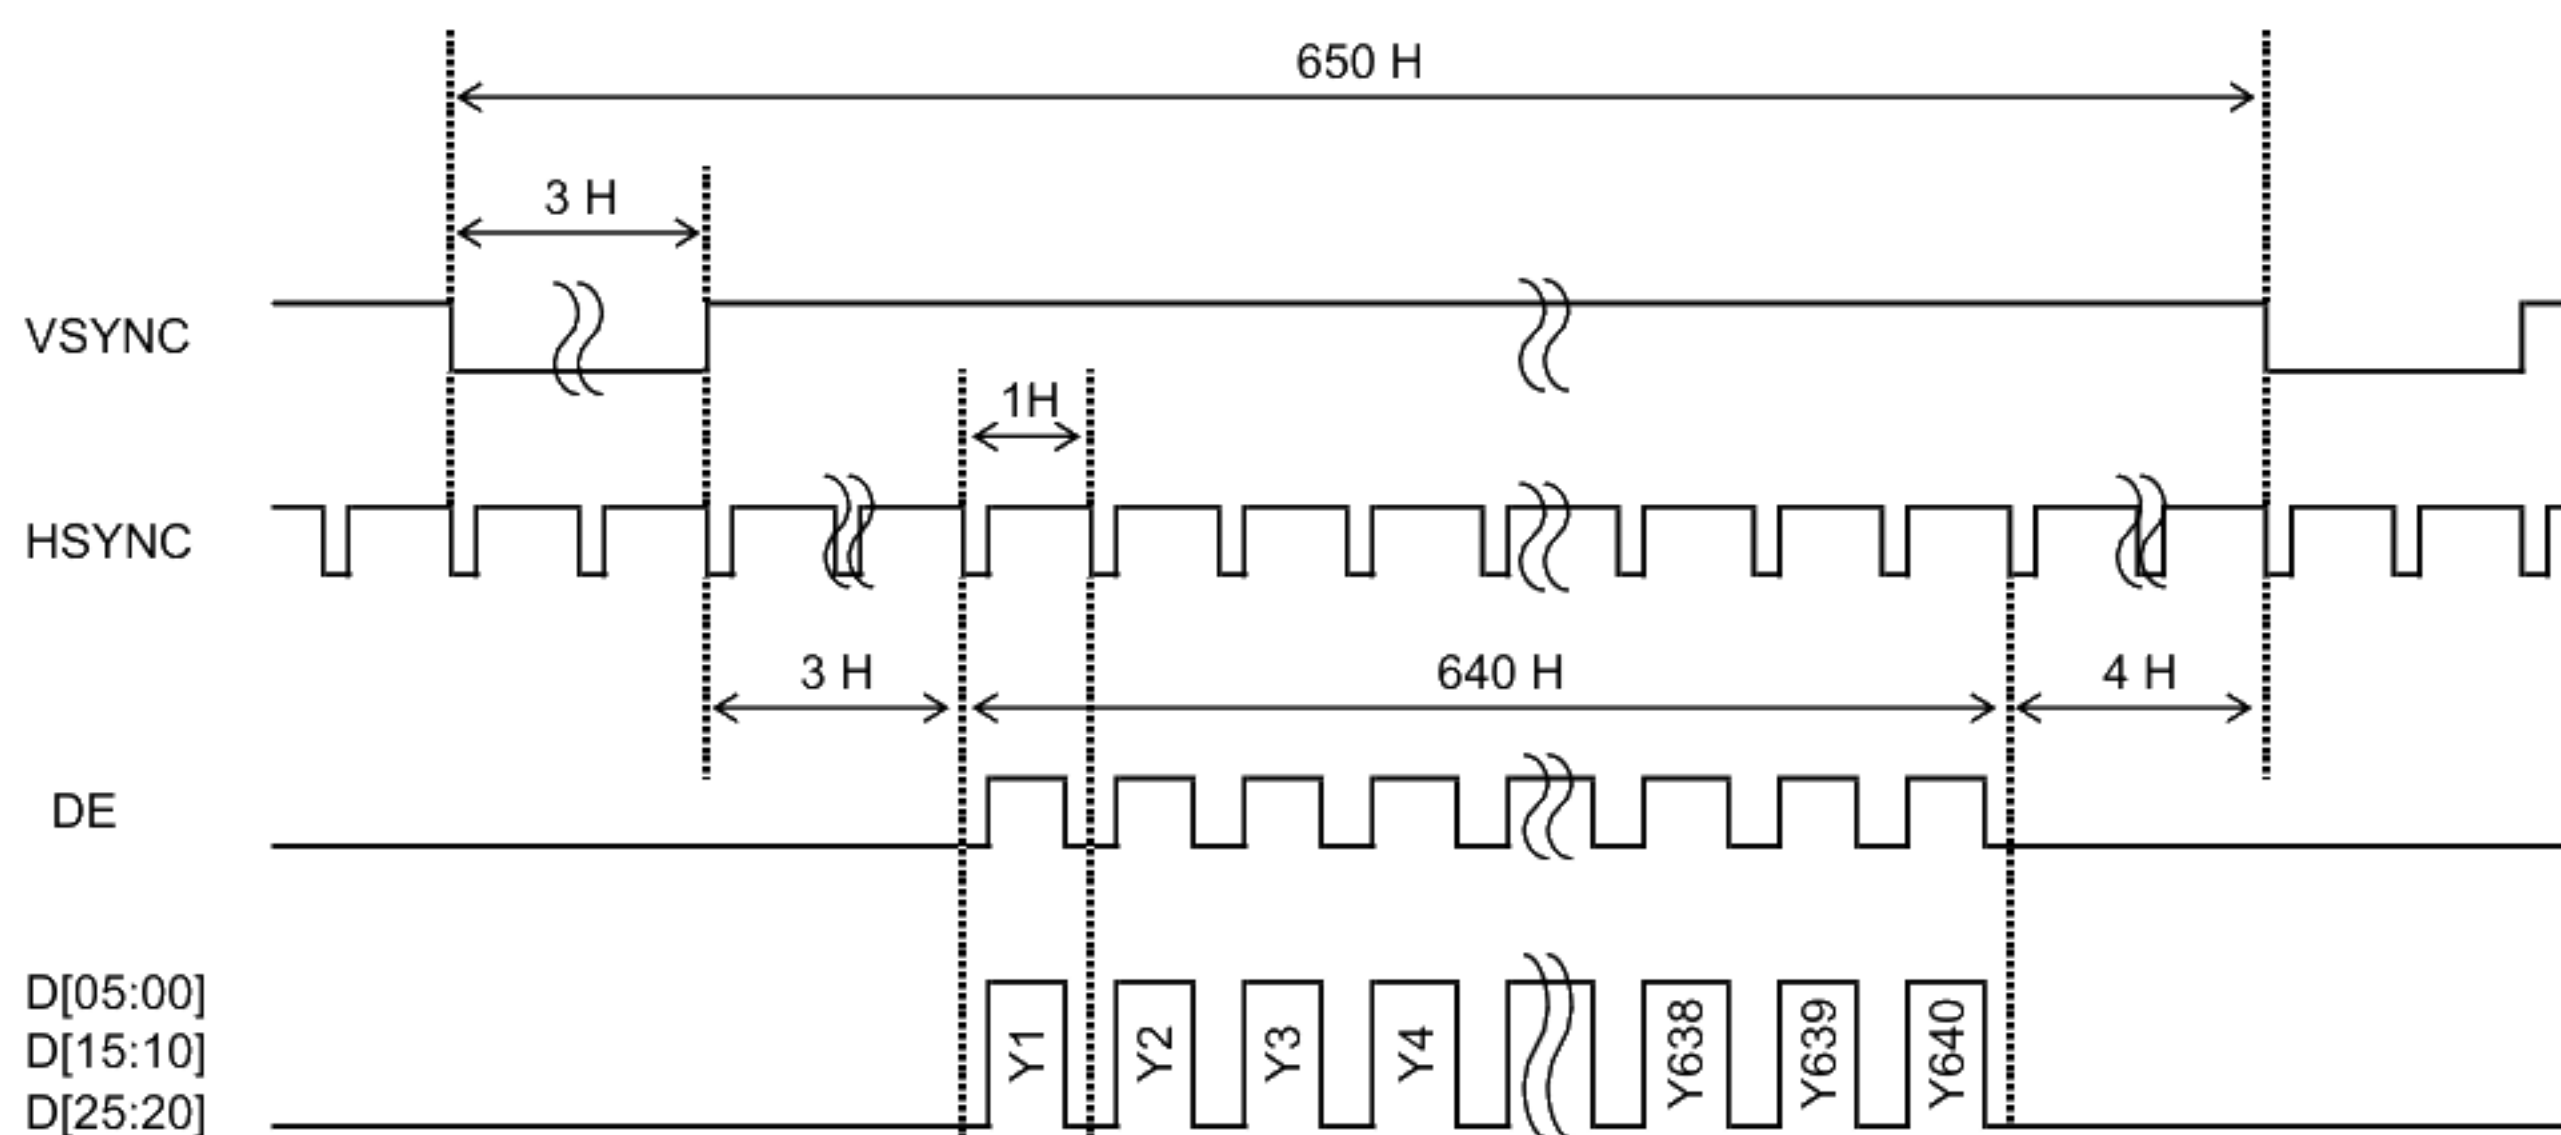 650 H
3 H
VSYNC
1H
HSYNC
3 H
640 H
4 H
DE
D[05:00]
D[15:10]
D[25:20]
Y1
Y2
Y3
Y4
Y638
Y639
Y640